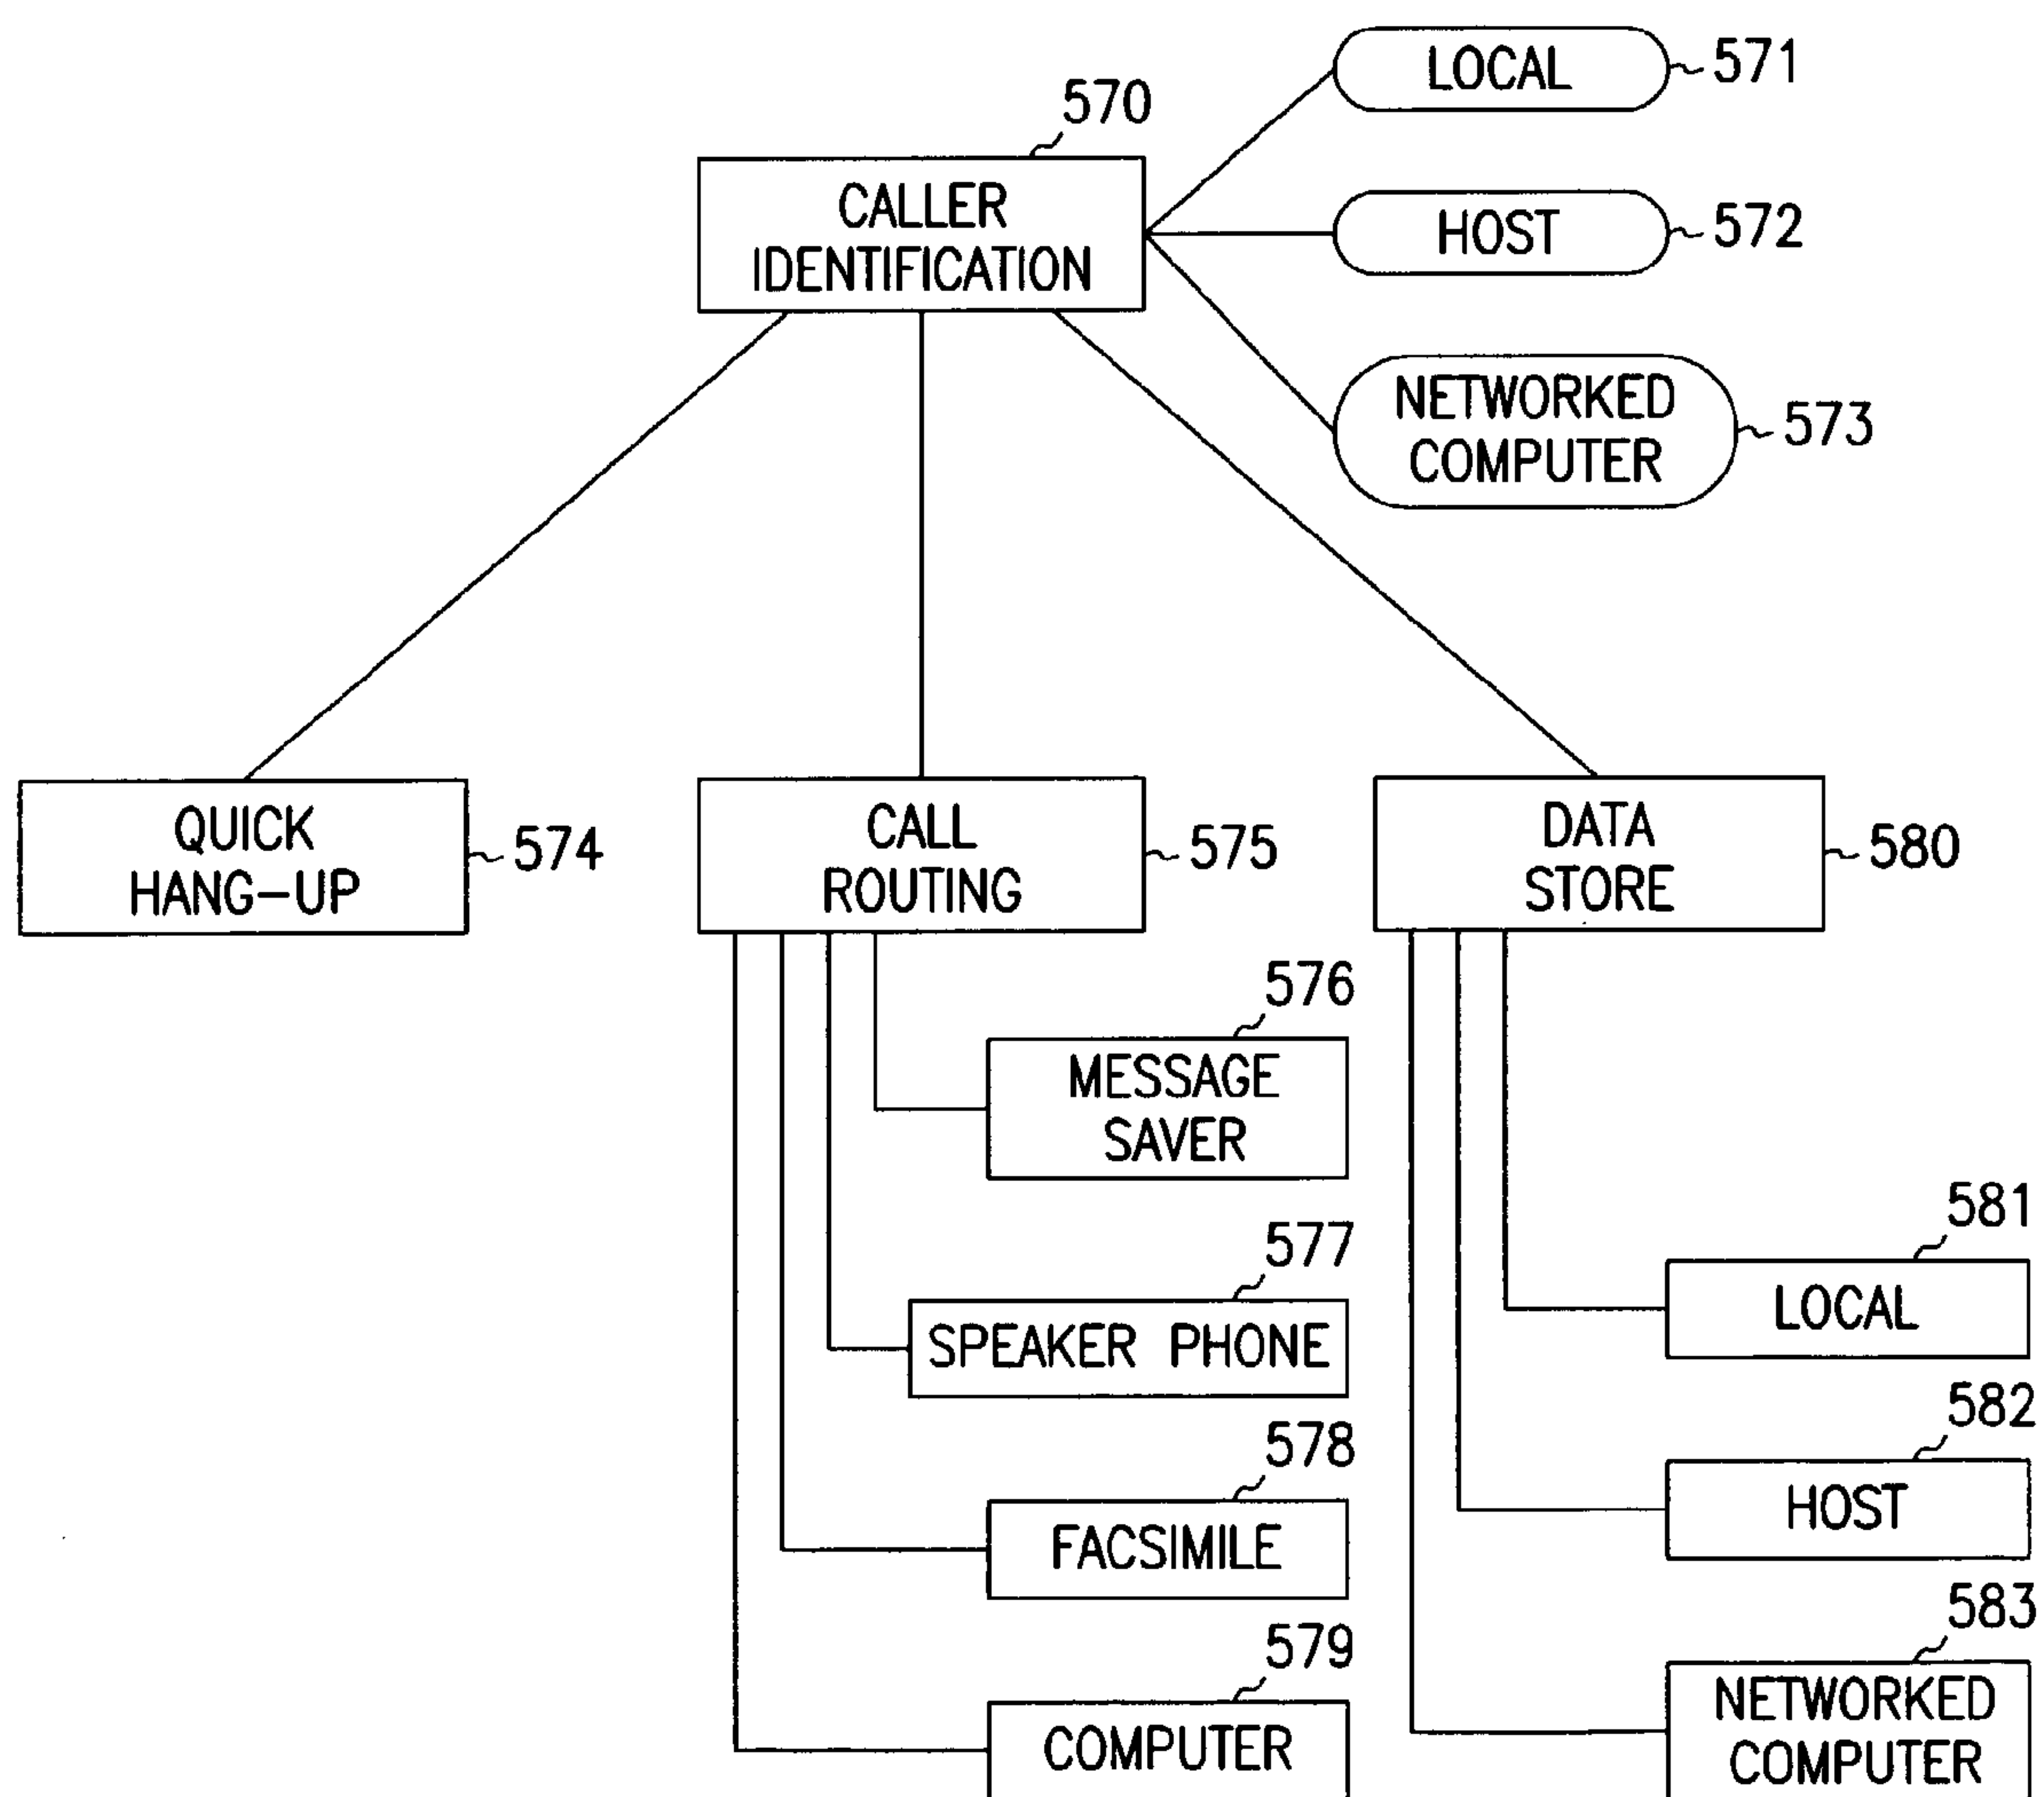 LOCAL
571
570
CALLER
IDENTIFICATION
HOST
572
NETWORKED
COMPUTER
573
QUICK
HANG-UP
574
CALL
ROUTING
575
DATA
STORE
580
576
MESSAGE
SAVER
577
SPEAKER PHONE
578
FACSIMILE
579
COMPUTER
581
LOCAL
582
HOST
583
NETWORKED
COMPUTER